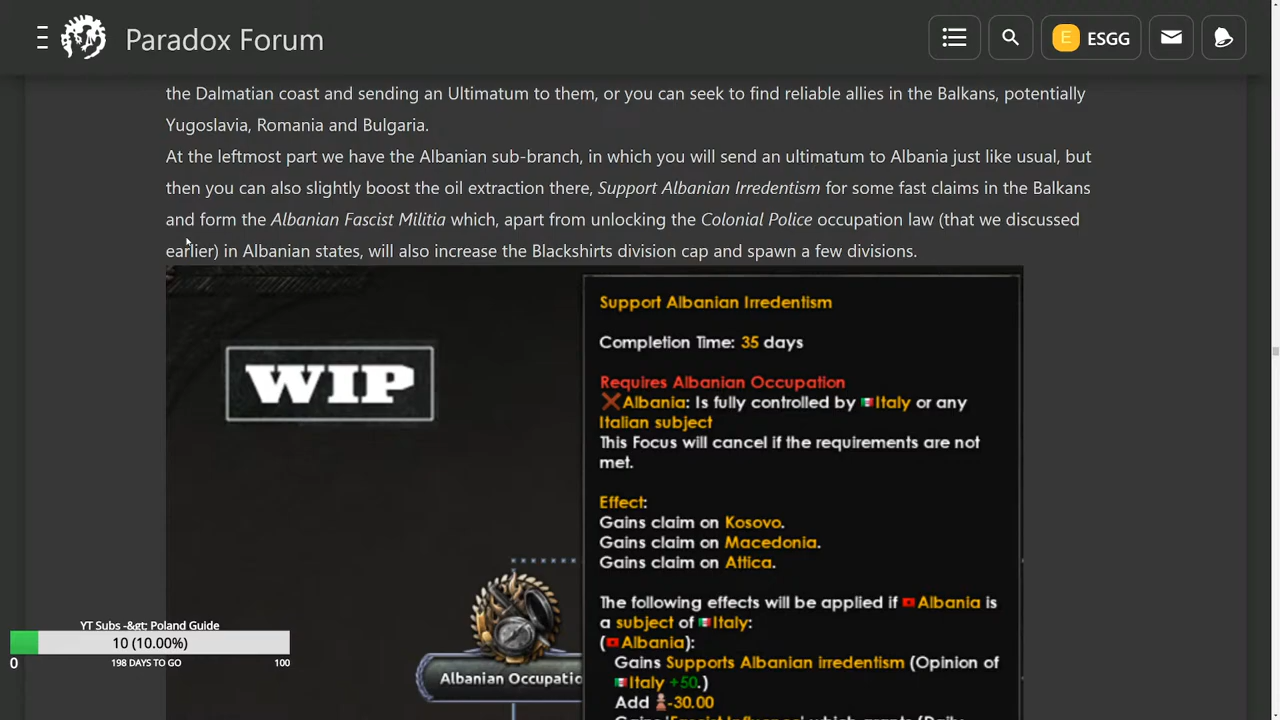 Paradox Forum
E ESGG
the Dalmatian coast and sending an Ultimatum to them, or you can seek to find reliable allies in the Balkans, potentially
Yugoslavia, Romania and Bulgaria.
At the leftmost part we have the Albanian sub-branch, in which you will send an ultimatum to Albania just like usual, but
then you can also slightly boost the oil extraction there, Support Albanian Irredentism for some fast claims in the Balkans
and form the Albanian Fascist Militia which, apart from unlocking the Colonial Police occupation law (that we discussed
earlier) in Albanian states, will also increase the Blackshirts division cap and spawn a few divisions.
WIP
Support Albanian Irredentism
Completion Time: 35 days
Requires Albanian Occupation
Albania: Is fully controlled by Italy or any
Italian subject
This Focus will cancel if the requirements are not
met.
Effect:
Gains claim on Kosovo.
Gains claim on Macedonia.
Gains claim on Attica.
The following effects will be applied if Albania is
a subject of Italy:
(Albania):
Gains Supports Albanian irredentism (Opinion of
Italy +50.)
Add -30.00
Gains 'Fascist Influence' which grants (Daily
Albanian Occupatio
YT Subs -&gt; Poland Guide
10 (10.00%)
0 198 DAYS TO GO 100